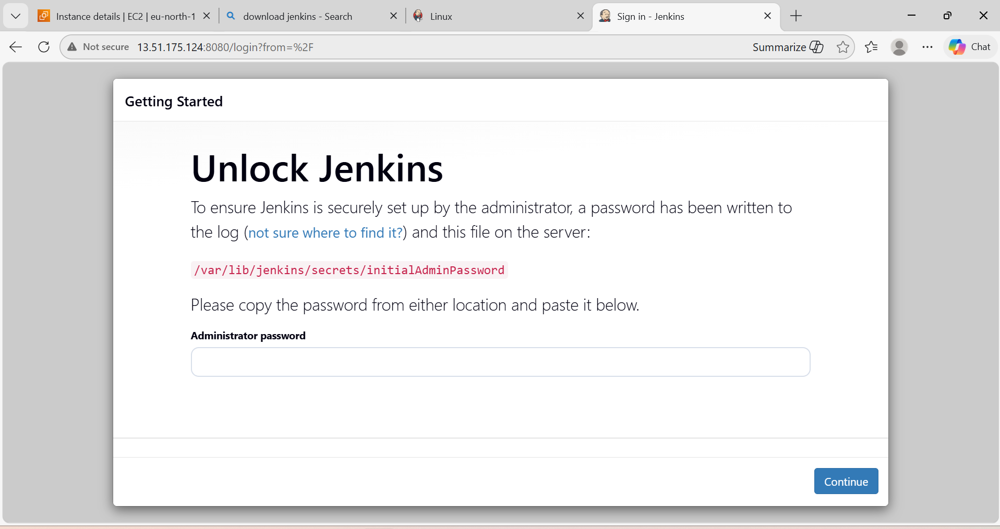 Instance details | EC2 | eu-north-1
download jenkins - Search
Linux
Sign in - Jenkins
Not secure
13.51.175.124:8080/login?from=%2F
Summarize
Chat
Getting Started
Unlock Jenkins
To ensure Jenkins is securely set up by the administrator, a password has been written to
the log (not sure where to find it?) and this file on the server:
/var/lib/jenkins/secrets/initialAdminPassword
Please copy the password from either location and paste it below.
Administrator password
Continue